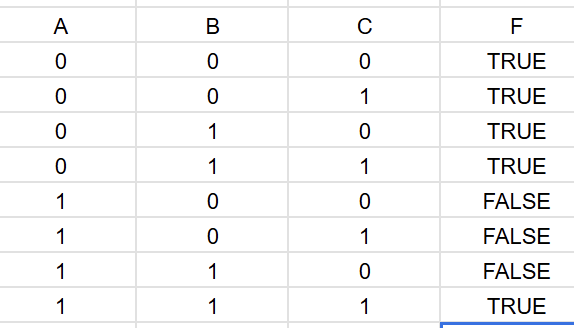 A B C F
0 0 0 TRUE
0 0 1 TRUE
0 1 0 TRUE
0 1 1 TRUE
1 0 0 FALSE
1 0 1 FALSE
1 1 0 FALSE
1 1 1 TRUE